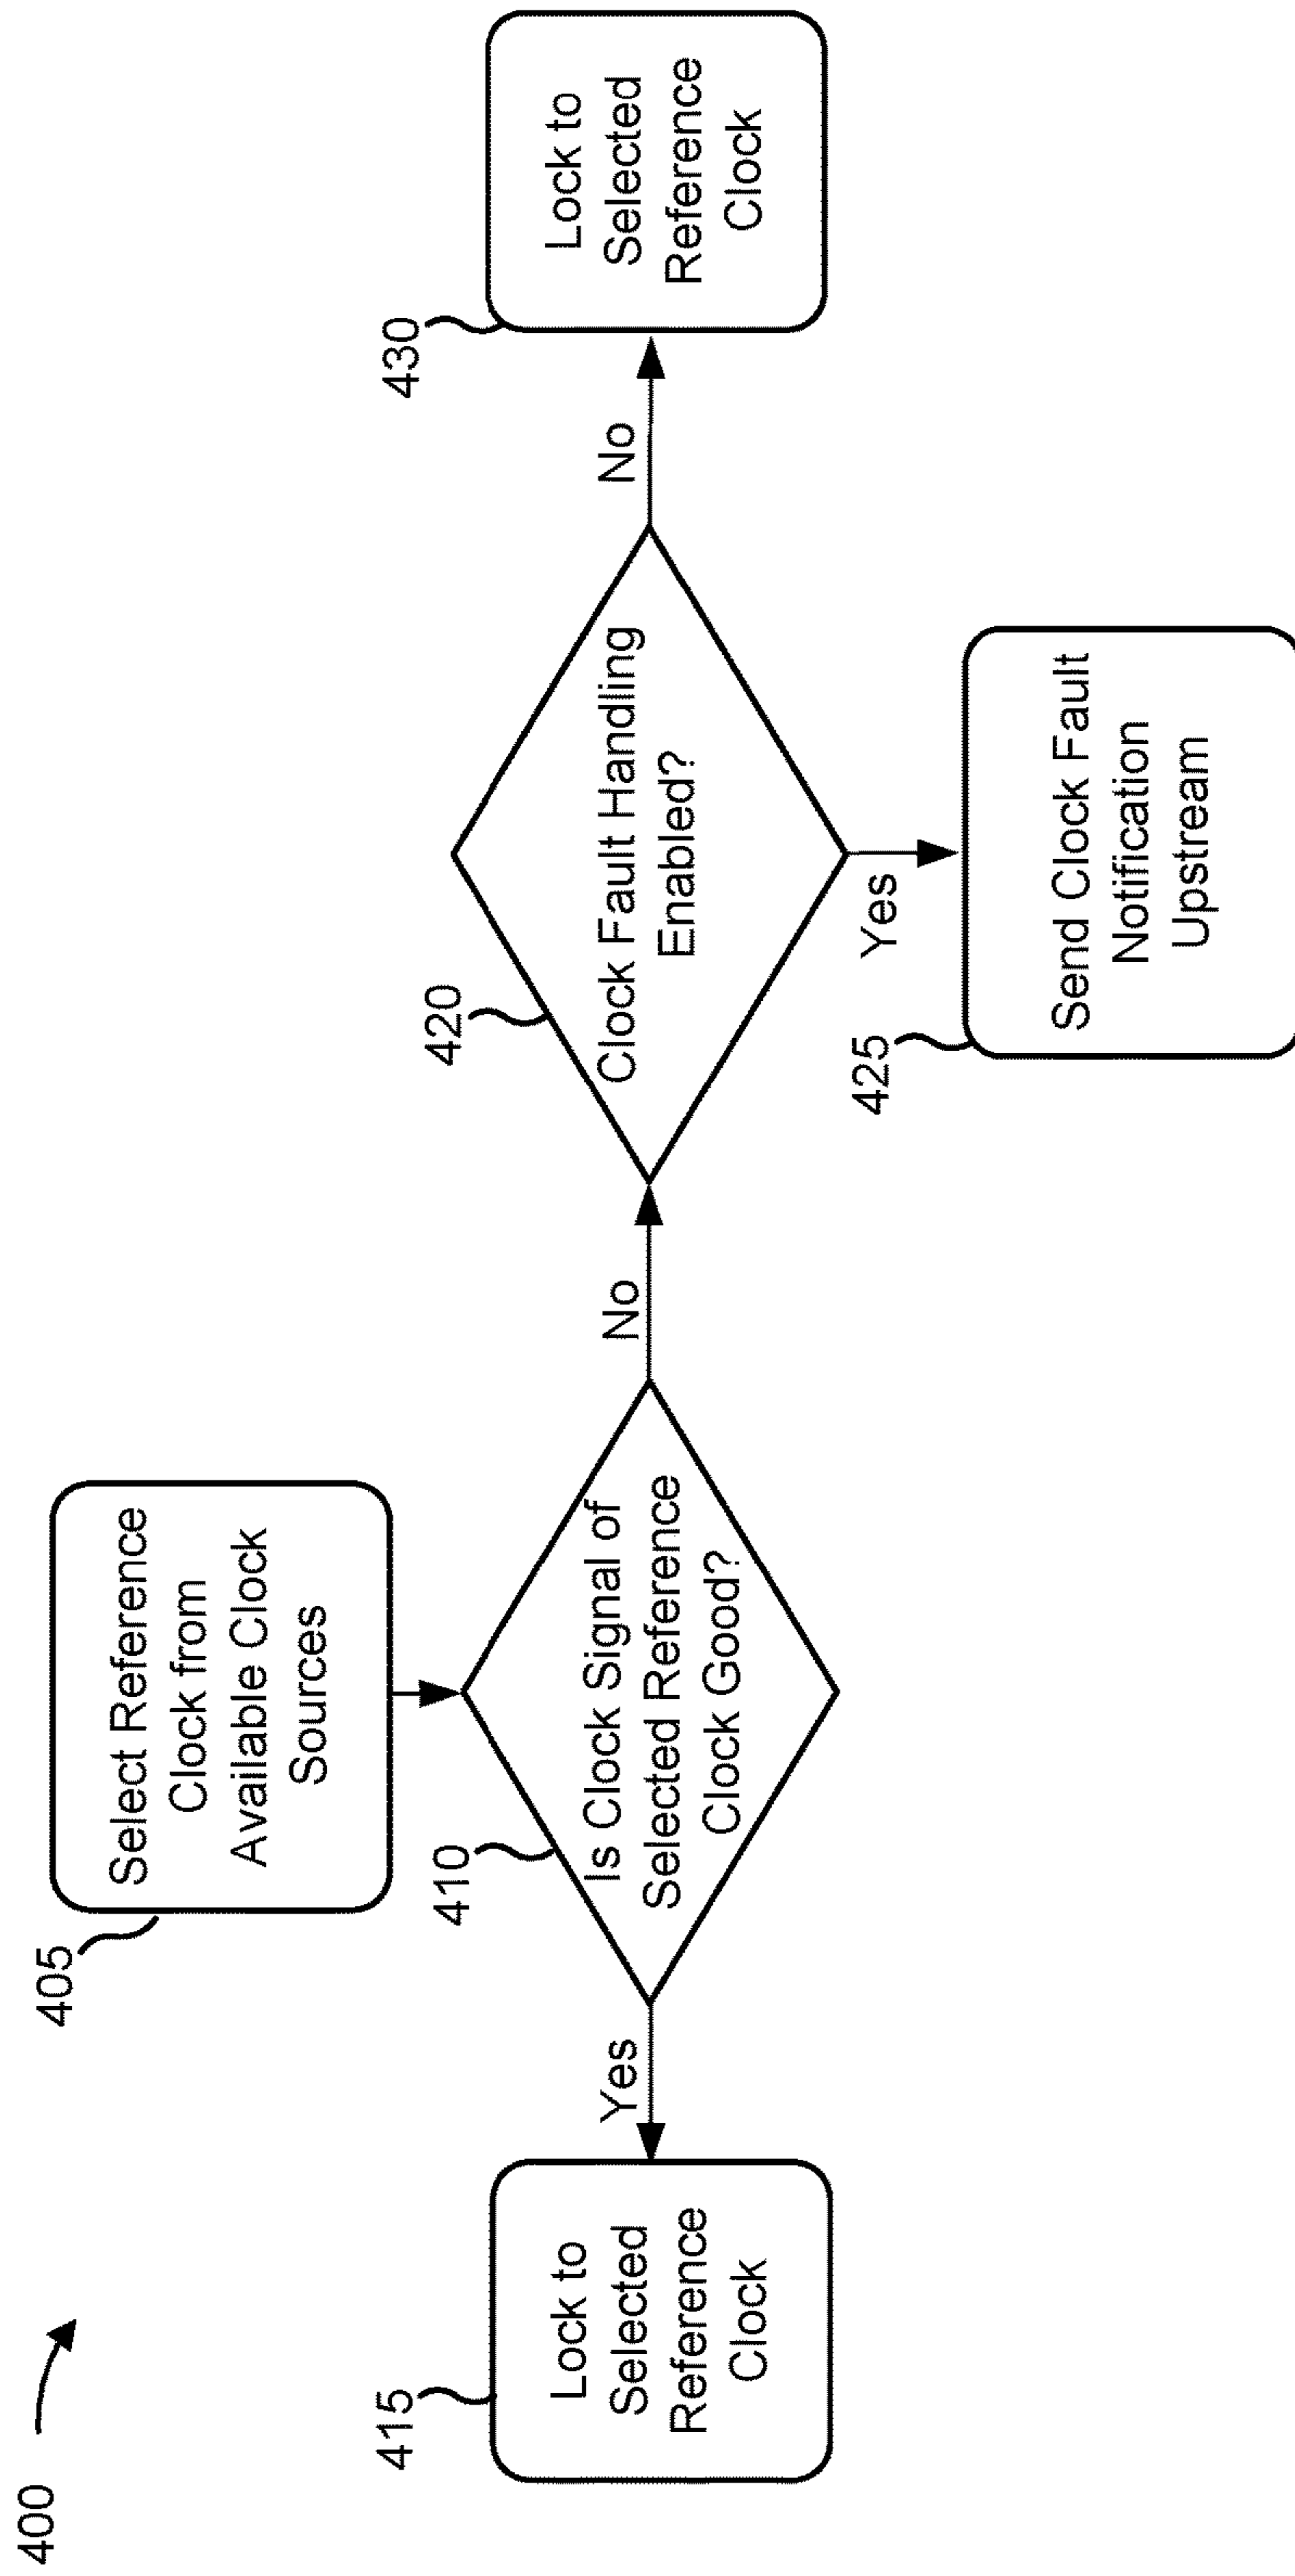 400
405
Select Reference
Clock from
Available Clock
Sources
410
Is Clock Signal of
Selected Reference
Clock Good?
Yes
415
Lock to
Selected
Reference
Clock
No
420
Clock Fault Handling
Enabled?
Yes
425
Send Clock Fault
Notification
Upstream
No
430
Lock to
Selected
Reference
Clock